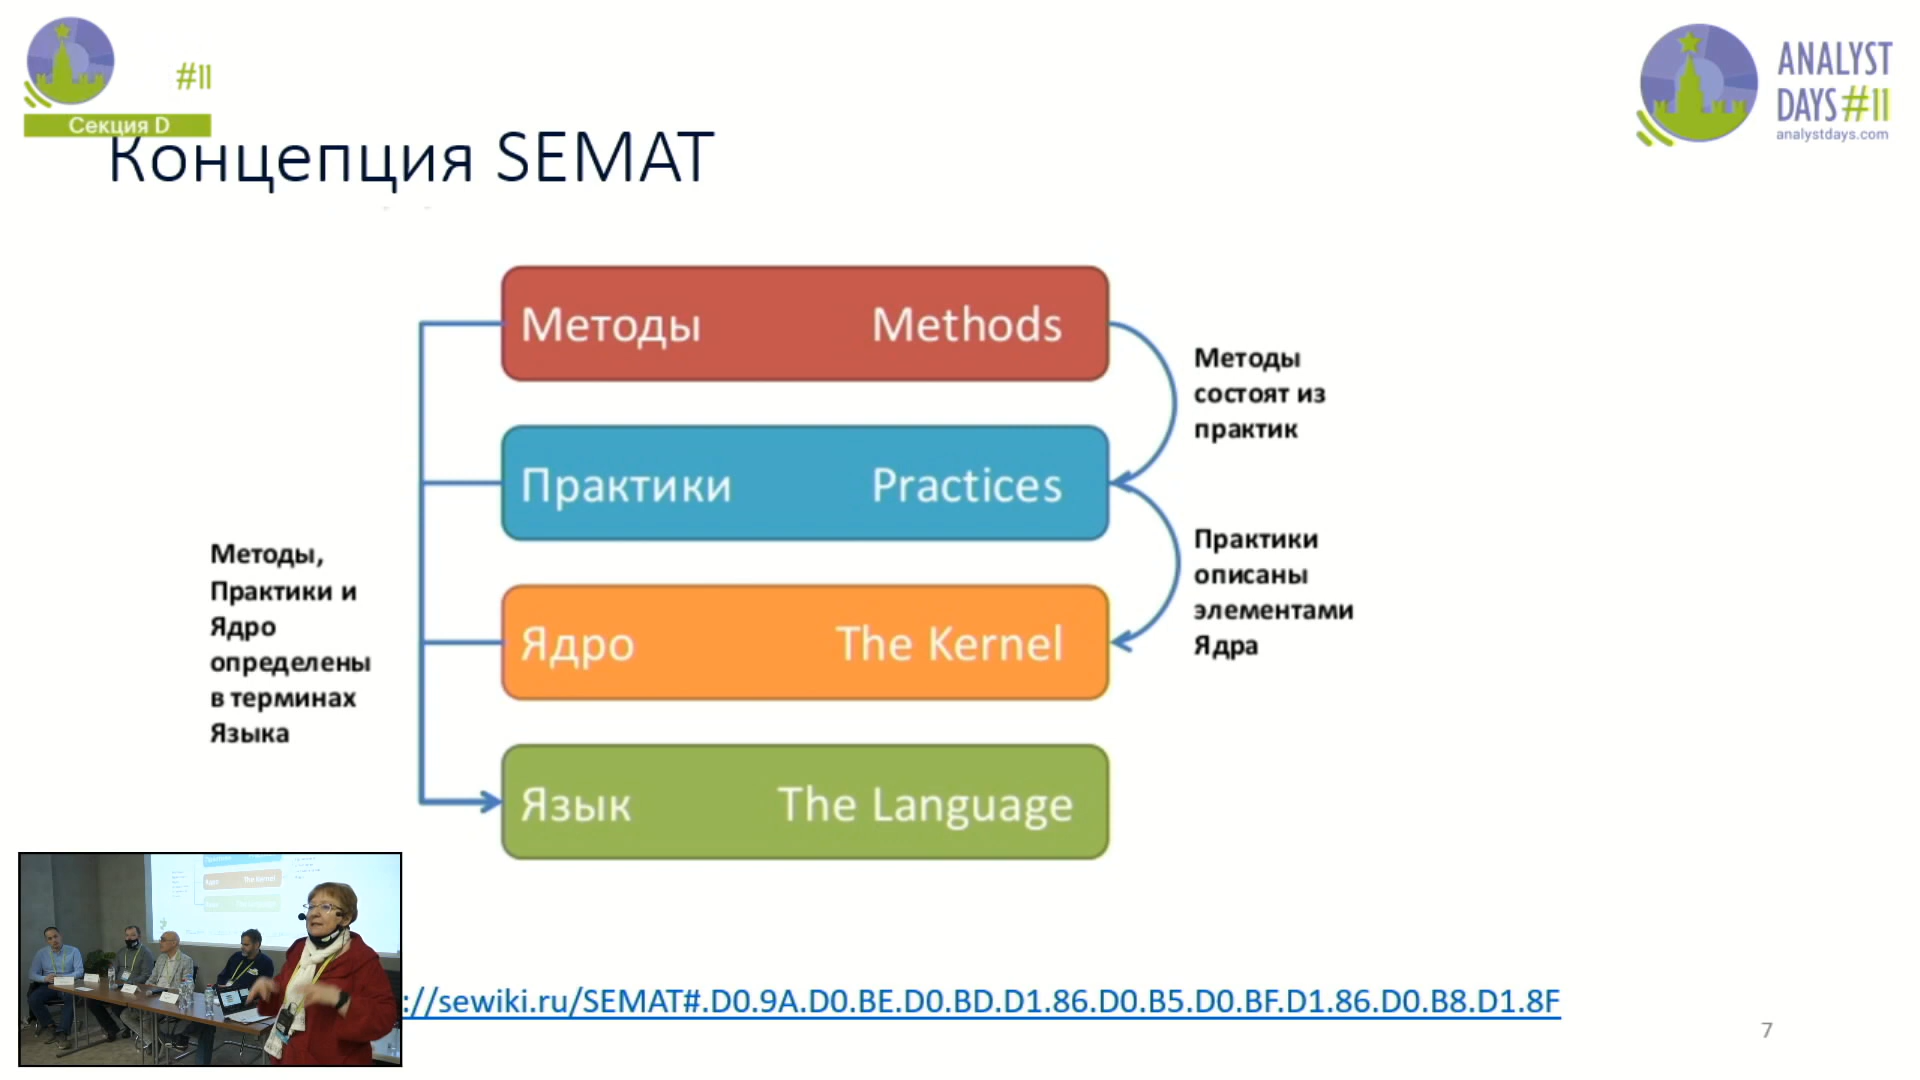 #11
Секция D
ANALYST
DAYS#11
analystdays.com
Концепция SEMAT
Методы Methods
Методы
состоят из
практик
Практики Practices
Практики
описаны
элементами
Ядра
Методы,
Практики и
Ядро
определены
в терминах
Языка
Ядро The Kernel
Язык The Language
://sewiki.ru/SEMAT#.D0.9A.D0.BE.D0.BD.D1.86.D0.B5.D0.BF.D1.86.D0.B8.D1.8F
7